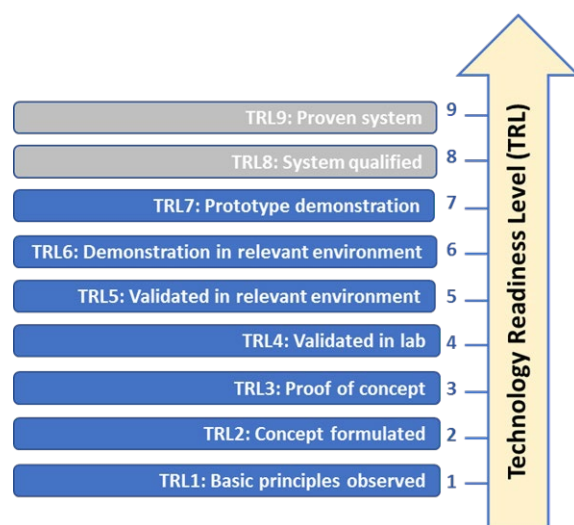 TRL9: Proven system 9
TRL8: System qualified 8
TRL7: Prototype demonstration 7
TRL6: Demonstration in relevant environment 6
TRL5: Validated in relevant environment 5
TRL4: Validated in lab 4
TRL3: Proof of concept 3
TRL2: Concept formulated 2
TRL1: Basic principles observed 1
Technology Readiness Level (TRL)